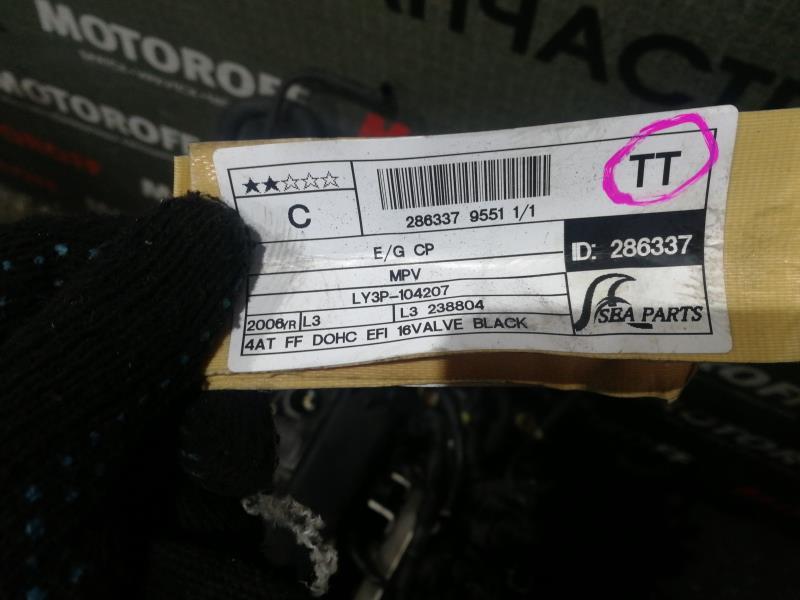 MOTOROFF
ПЧАСТ
MOTOROFF
★★☆☆☆
C
286337 9551 1/1
TT
E/G CP
ID: 286337
MPV
LY3P-104207
2006YR L3 L3 238804
SEA PARTS
4AT FF DOHC EFI 16VALVE BLACK